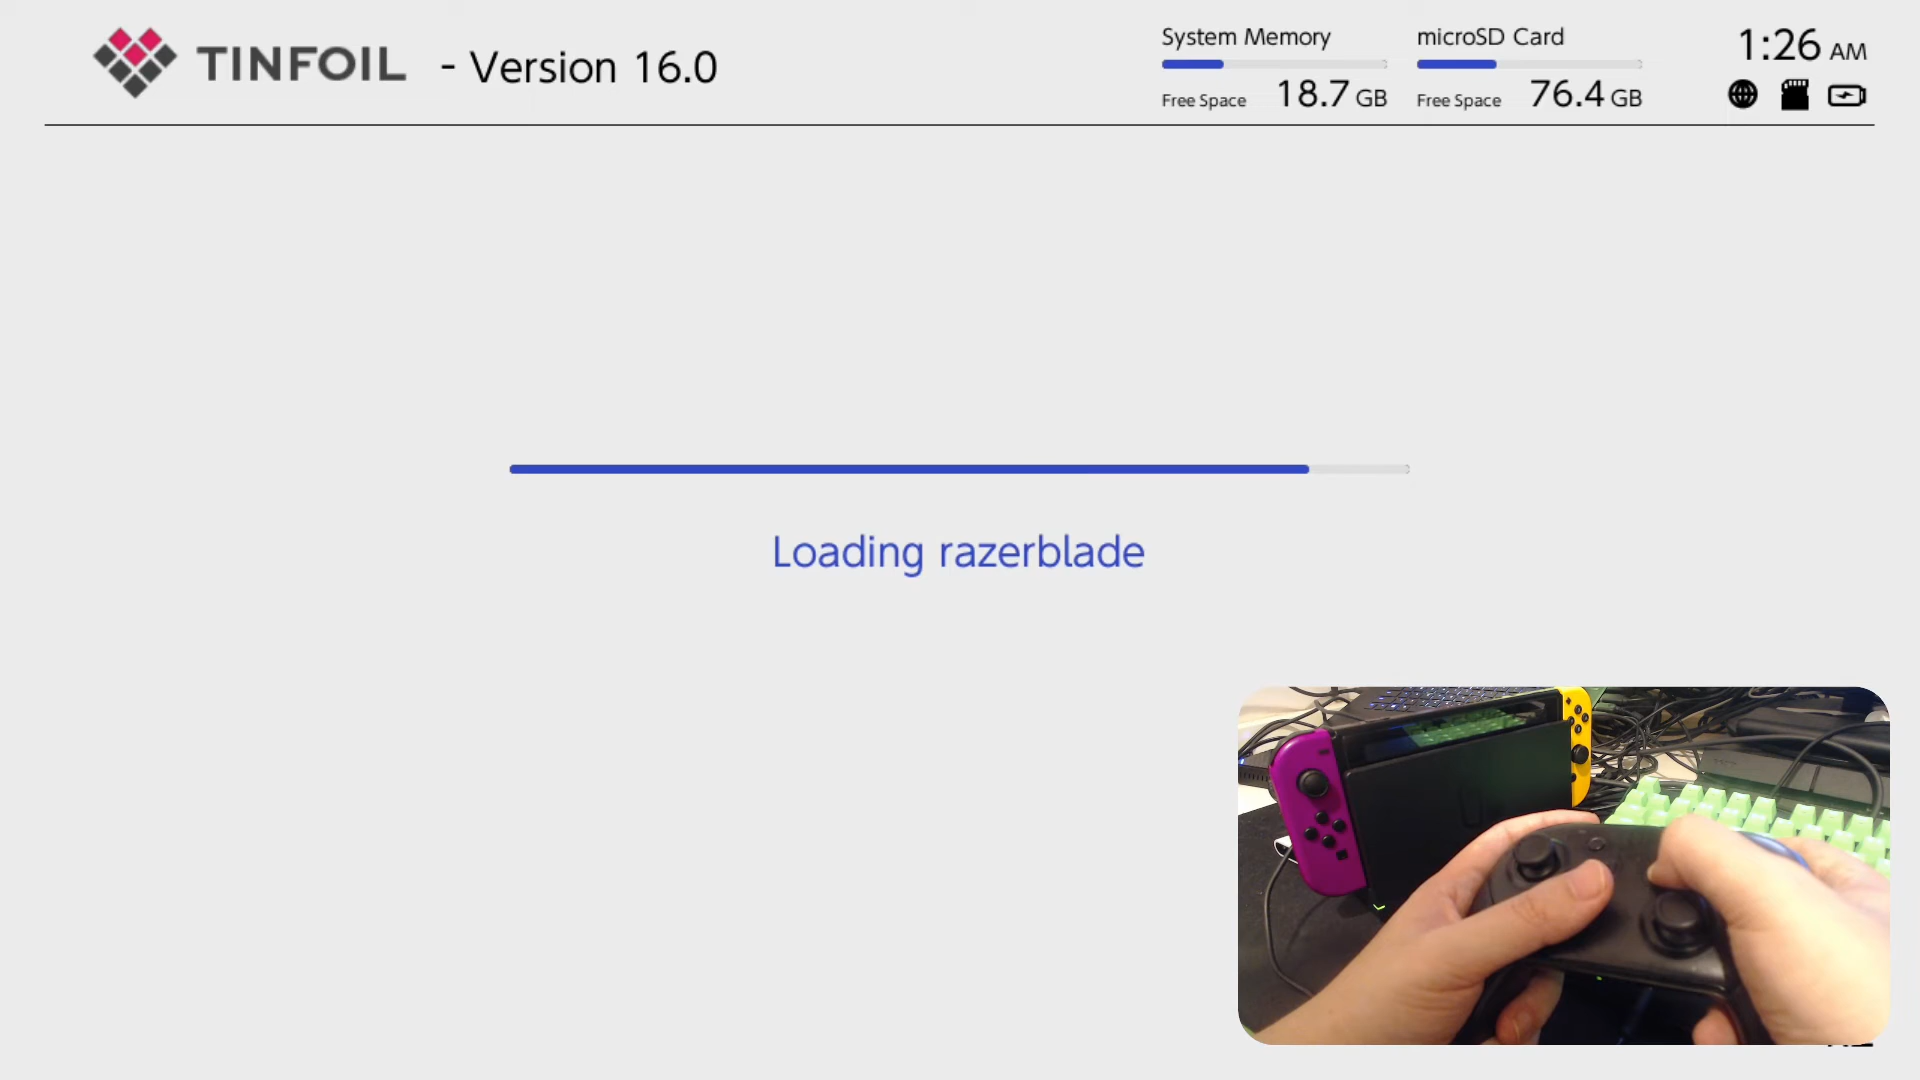 TINFOIL - Version 16.0
System Memory
Free Space 18.7 GB
microSD Card
Free Space 76.4 GB
1:26 AM
Loading razerblade